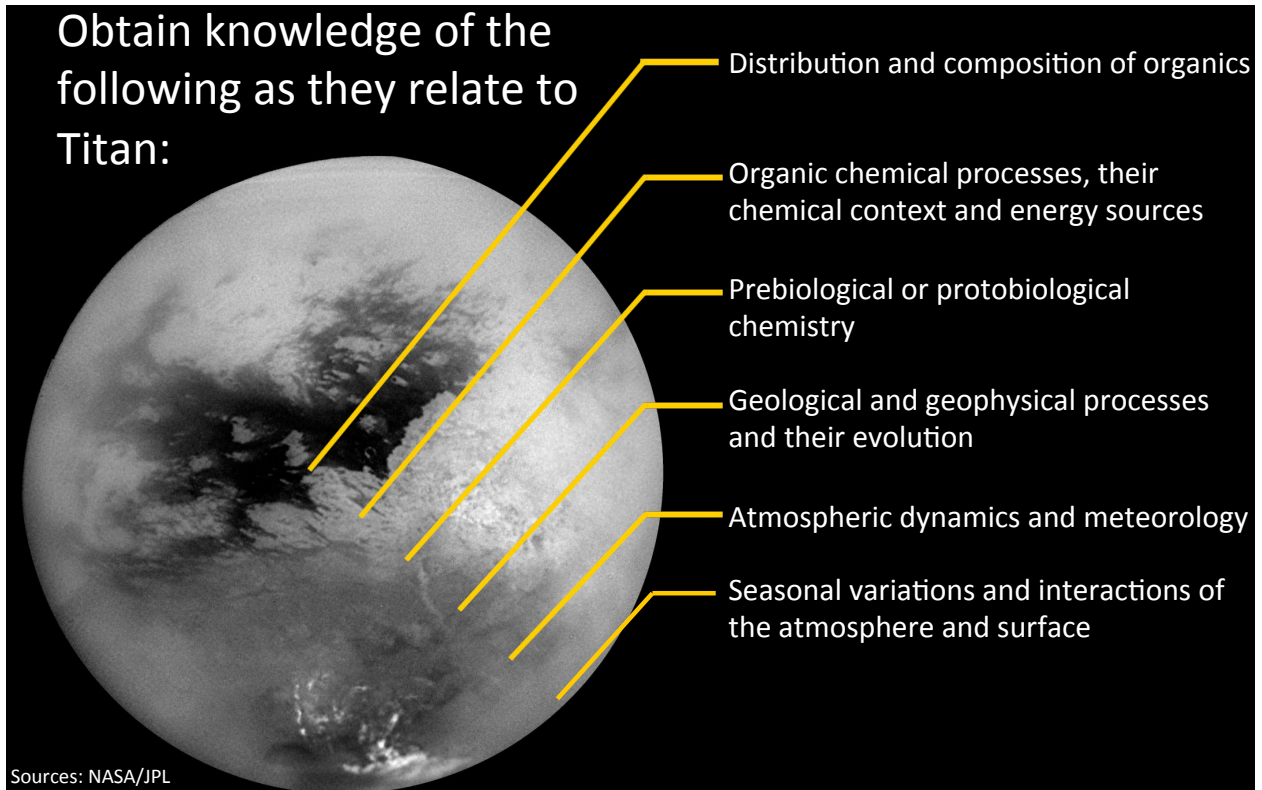 Obtain knowledge of the
following as they relate to
Titan:
Distribution and composition of organics
Organic chemical processes, their
chemical context and energy sources
Prebiological or protobiological
chemistry
Geological and geophysical processes
and their evolution
Atmospheric dynamics and meteorology
Seasonal variations and interactions of
the atmosphere and surface
Sources: NASA/JPL